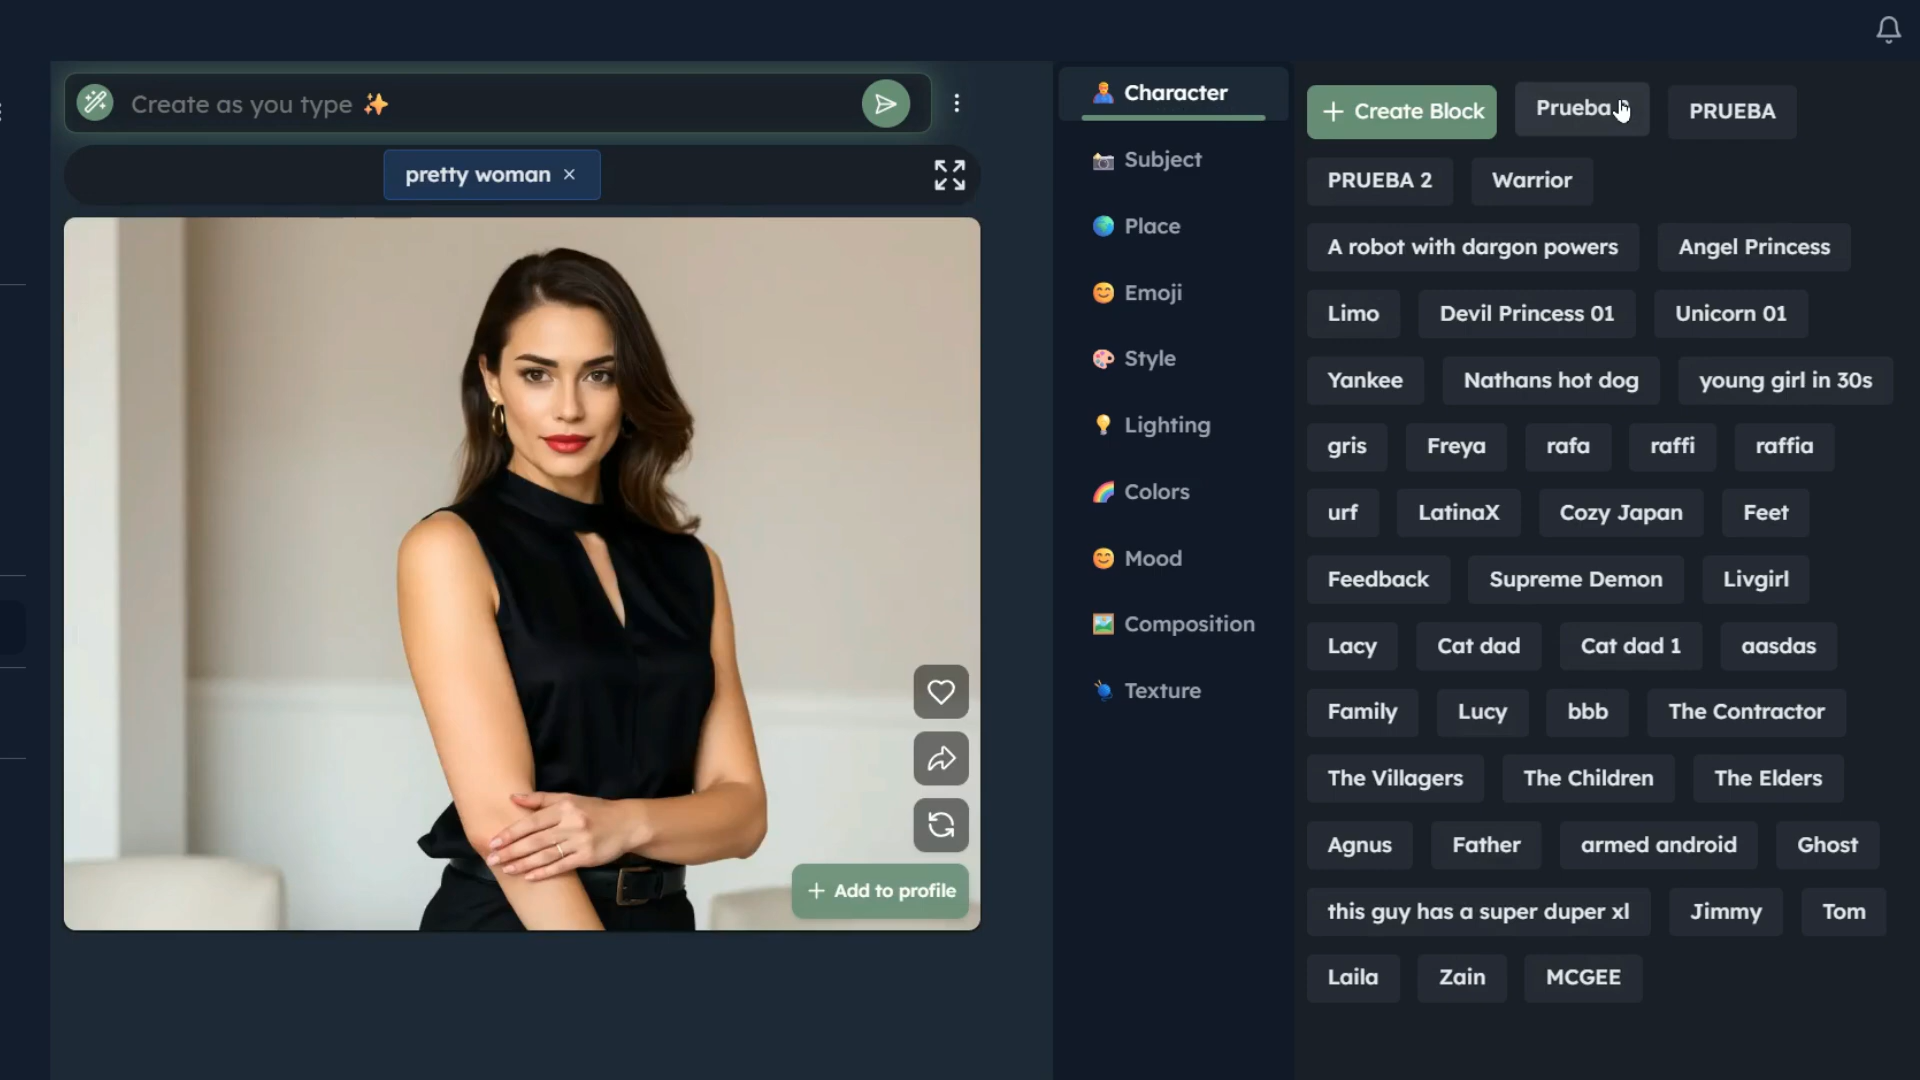 Create as you type ✨
pretty woman ×
Add to profile
Character
Subject
Place
Emoji
Style
Lighting
Colors
Mood
Composition
Texture
Create Block Prueba PRUEBA
PRUEBA 2 Warrior
A robot with dargon powers Angel Princess
Limo Devil Princess 01 Unicorn 01
Yankee Nathans hot dog young girl in 30s
gris Freya rafa raffi raffia
urf LatinaX Cozy Japan Feet
Feedback Supreme Demon Livgirl
Lacy Cat dad Cat dad 1 aasdas
Family Lucy bbb The Contractor
The Villagers The Children The Elders
Agnus Father armed android Ghost
this guy has a super duper xl Jimmy Tom
Laila Zain MCGEE